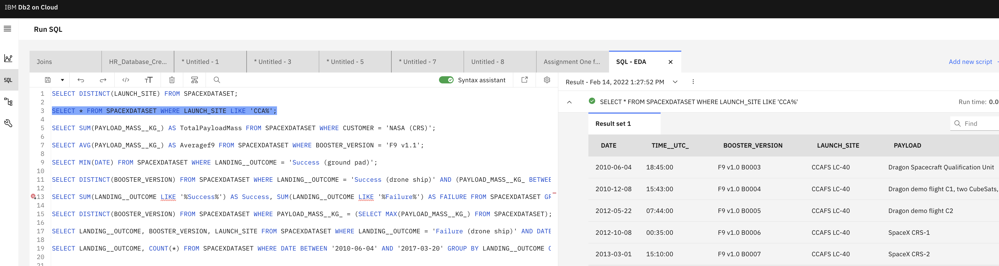 IBM Db2 on Cloud
Run SQL
Joins
HR_Database_Cre...
* Untitled - 1
* Untitled - 3
* Untitled - 5
* Untitled - 7
Untitled - 8
Assignment One f...
SQL - EDA
Add new script
SQL
Syntax assistant
1 SELECT DISTINCT(LAUNCH_SITE) FROM SPACEXDATASET;
2
3 SELECT * FROM SPACEXDATASET WHERE LAUNCH_SITE LIKE 'CCA%';
4
5 SELECT SUM(PAYLOAD_MASS__KG_) AS TotalPayloadMass FROM SPACEXDATASET WHERE CUSTOMER = 'NASA (CRS)';
6
7 SELECT AVG(PAYLOAD_MASS__KG_) AS Averagef9 FROM SPACEXDATASET WHERE BOOSTER_VERSION = 'F9 v1.1';
8
9 SELECT MIN(DATE) FROM SPACEXDATASET WHERE LANDING__OUTCOME = 'Success (ground pad)';
10
11 SELECT DISTINCT(BOOSTER_VERSION) FROM SPACEXDATASET WHERE LANDING__OUTCOME = 'Success (drone ship)' AND (PAYLOAD_MASS__KG_ BETWEE
12
13 SELECT SUM(LANDING__OUTCOME LIKE '%Success%') AS Success, SUM(LANDING__OUTCOME LIKE '%Failure%') AS FAILURE FROM SPACEXDATASET GR
14
15 SELECT DISTINCT(BOOSTER_VERSION) FROM SPACEXDATASET WHERE PAYLOAD_MASS__KG_ = (SELECT MAX(PAYLOAD_MASS__KG_) FROM SPACEXDATASET);
16
17 SELECT LANDING__OUTCOME, BOOSTER_VERSION, LAUNCH_SITE FROM SPACEXDATASET WHERE LANDING__OUTCOME = 'Failure (drone ship)' AND DATE
18
19 SELECT LANDING__OUTCOME, COUNT(*) FROM SPACEXDATASET WHERE DATE BETWEEN '2010-06-04' AND '2017-03-20' GROUP BY LANDING__OUTCOME
20
21
Result - Feb 14, 2022 1:27:52 PM
SELECT * FROM SPACEXDATASET WHERE LAUNCH_SITE LIKE 'CCA%'
Run time: 0.0
Result set 1
Find
DATE TIME__UTC_ BOOSTER_VERSION LAUNCH_SITE PAYLOAD
2010-06-04 18:45:00 F9 v1.0 B0003 CCAFS LC-40 Dragon Spacecraft Qualification Unit
2010-12-08 15:43:00 F9 v1.0 B0004 CCAFS LC-40 Dragon demo flight C1, two CubeSats,
2012-05-22 07:44:00 F9 v1.0 B0005 CCAFS LC-40 Dragon demo flight C2
2012-10-08 00:35:00 F9 v1.0 B0006 CCAFS LC-40 SpaceX CRS-1
2013-03-01 15:10:00 F9 v1.0 B0007 CCAFS LC-40 SpaceX CRS-2